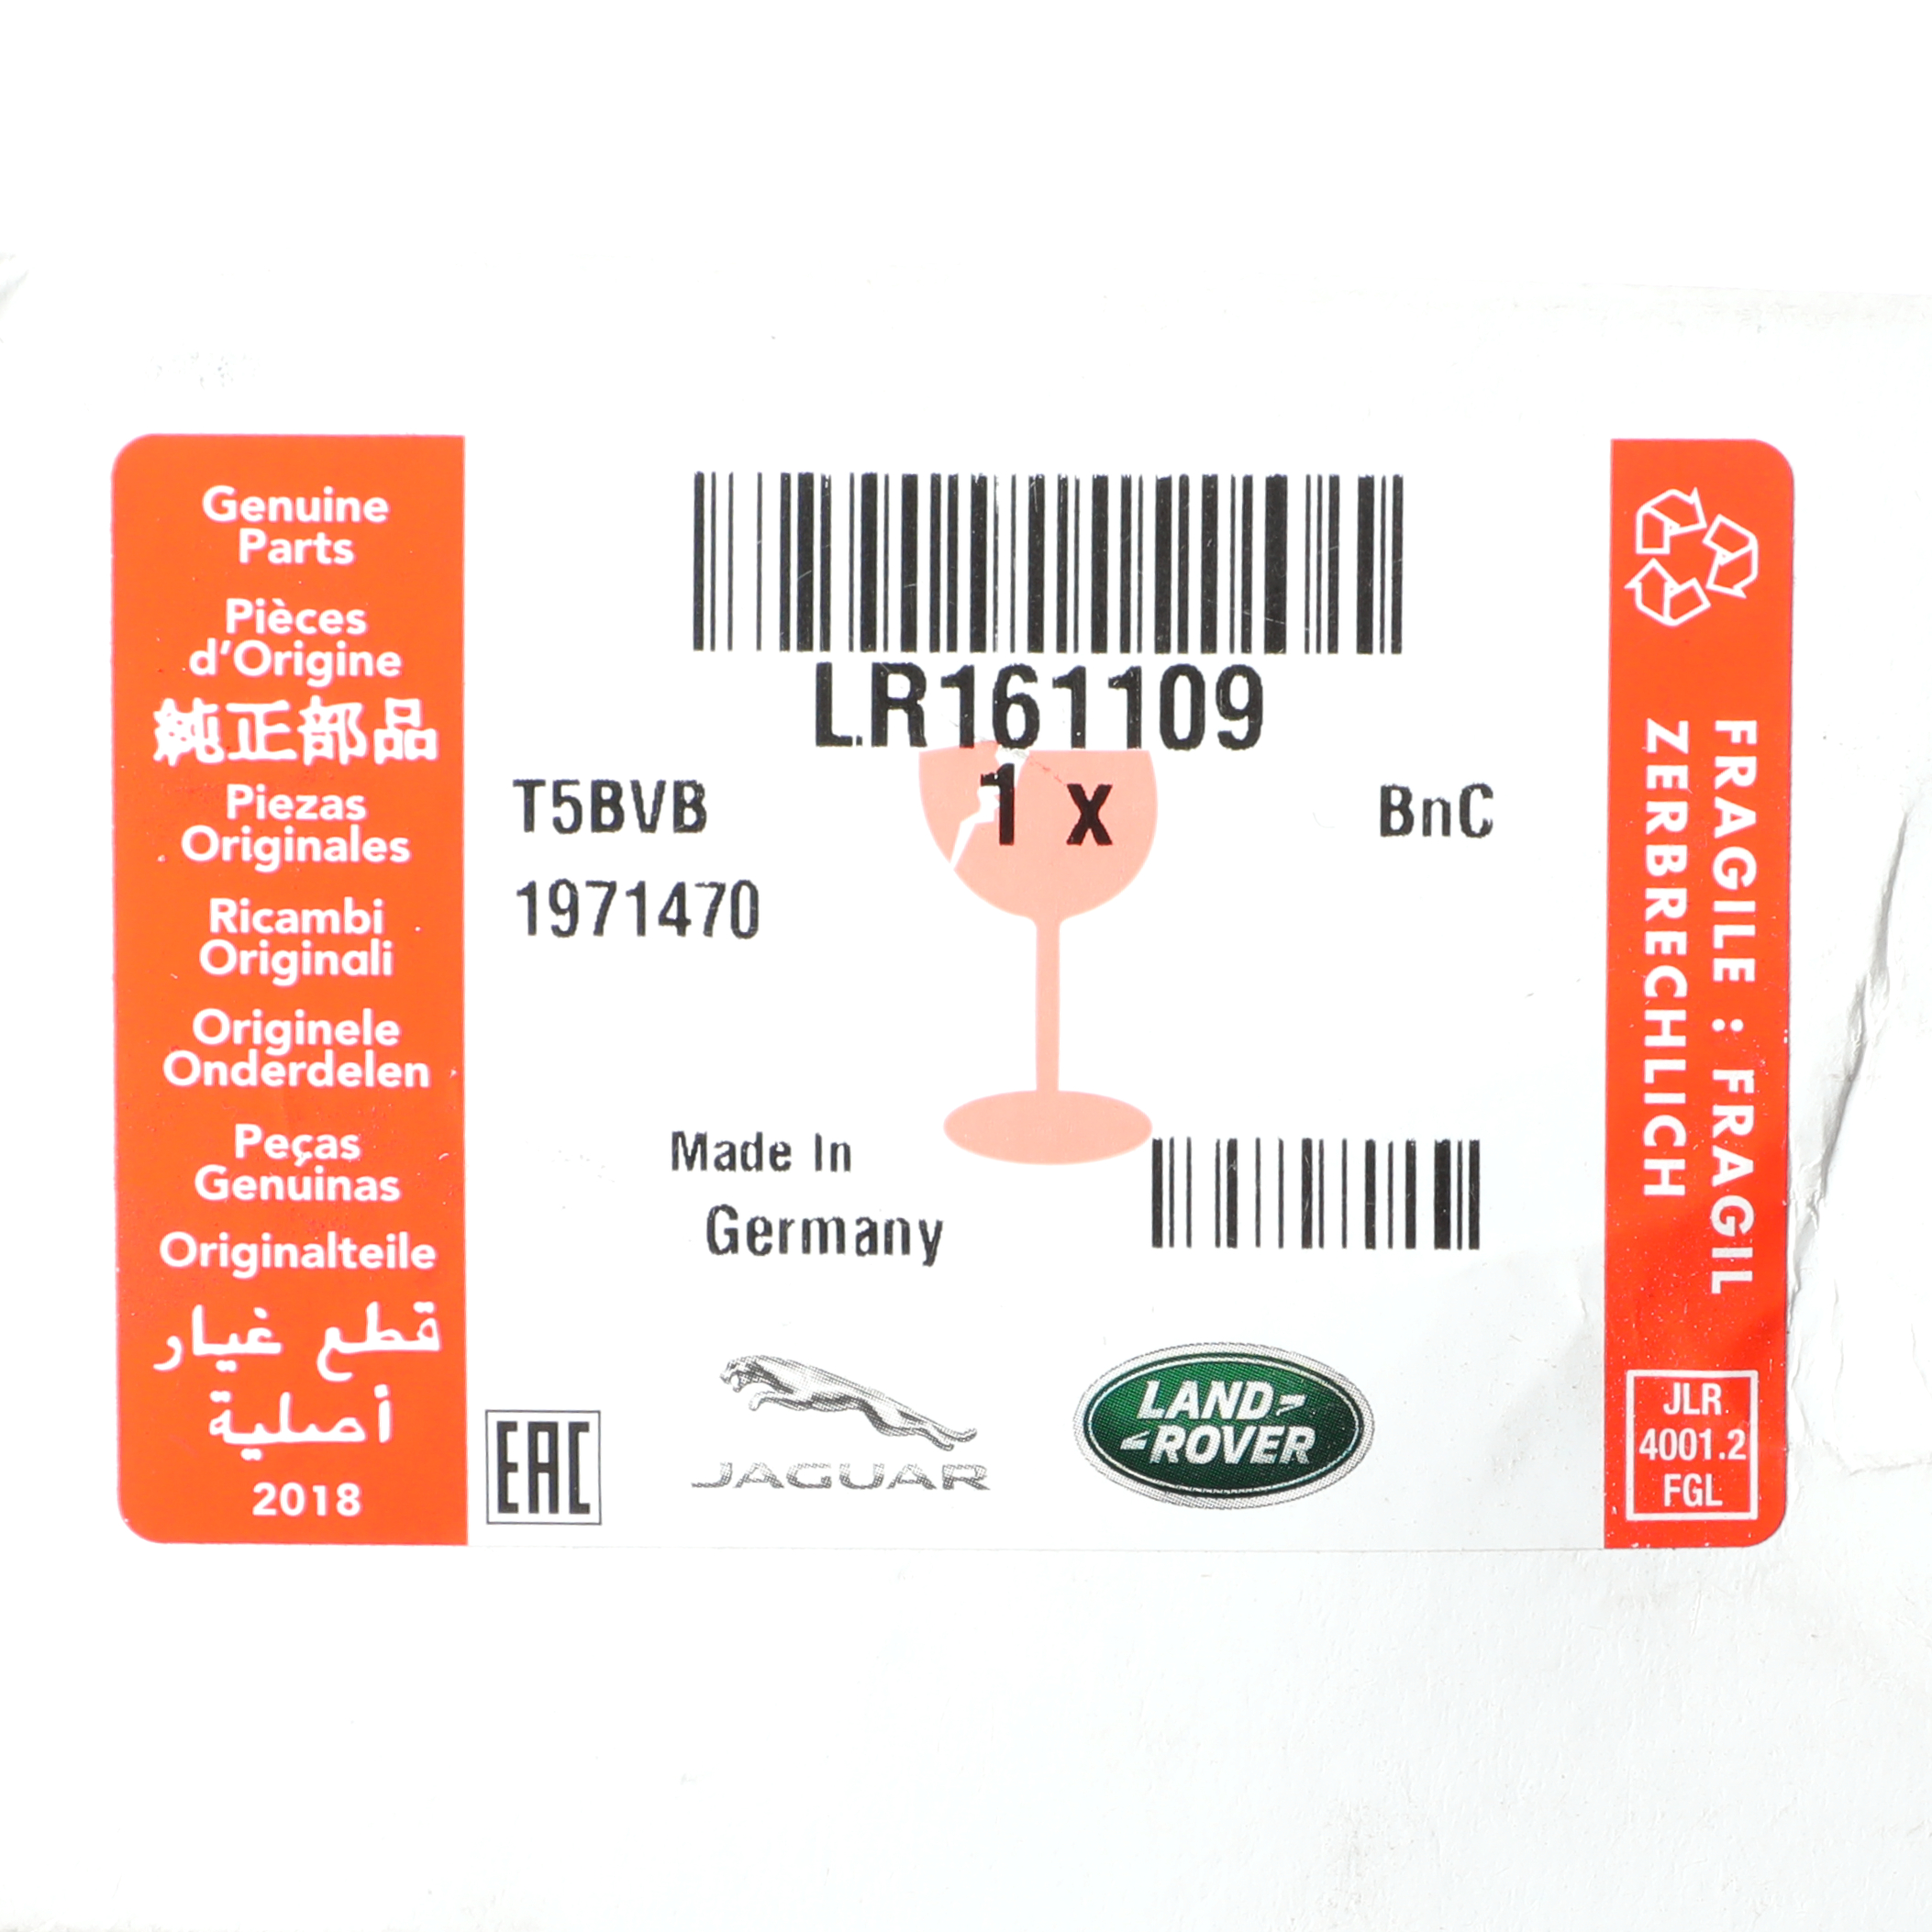 Genuine
Parts
Pièces
d'Origine
純正部品
Piezas
Originales
Ricambi
Originali
Originele
Onderdelen
Peças
Genuinas
Originalteile
قطع غيار
أصلية
2018
LR161109
T5BVB
1 x
BnC
1971470
Made In
Germany
EAC
JAGUAR
LAND-
-ROVER
FRAGILE : FRAGIL
ZERBRECHLICH
JLR
4001.2
FGL